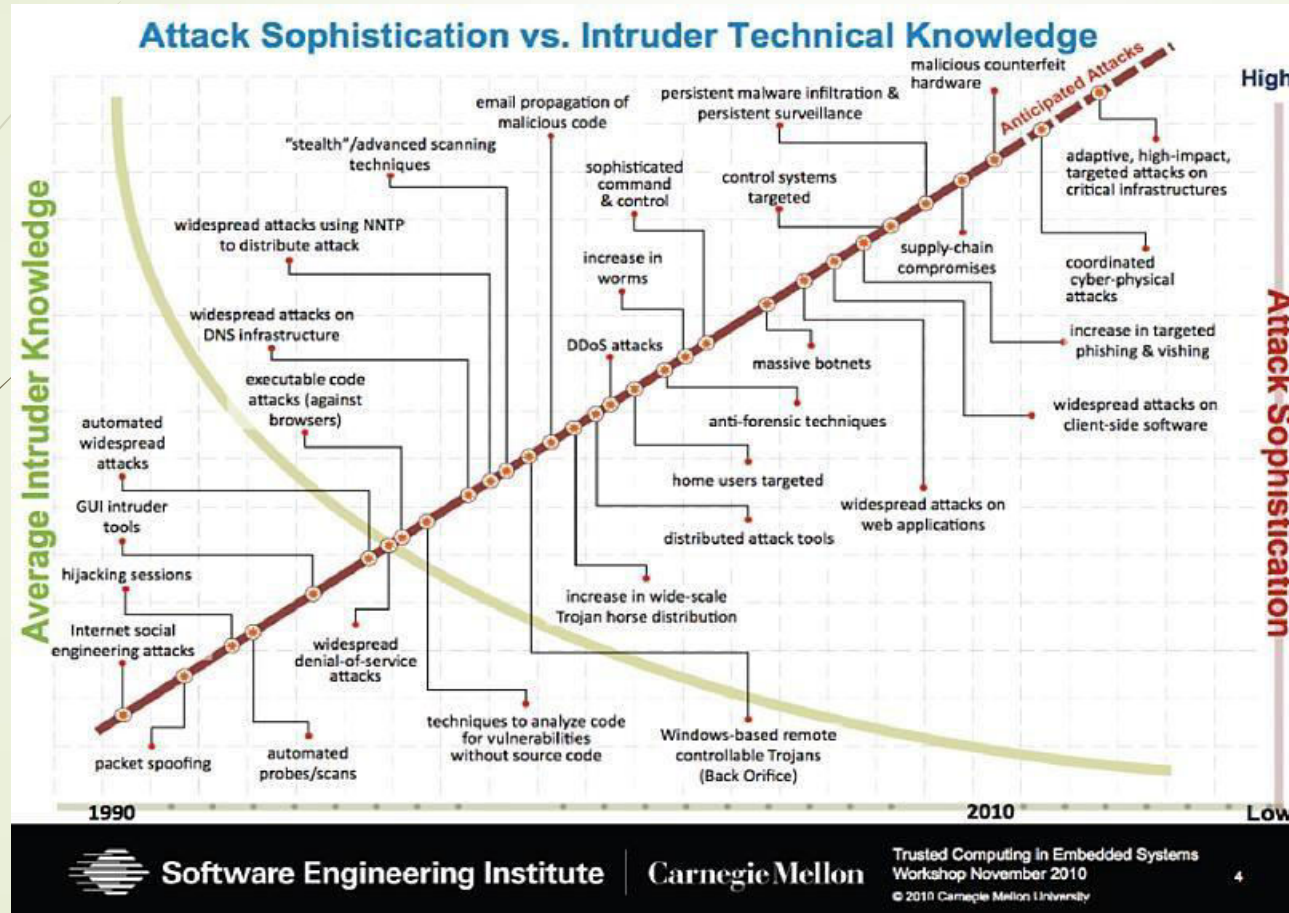 Attack Sophistication vs. Intruder Technical Knowledge
High
Low
Average Intruder Knowledge
Attack Sophistication
Anticipated Attacks
malicious counterfeit
hardware
persistent malware infiltration &
persistent surveillance
email propagation of
malicious code
"stealth"/advanced scanning
techniques
sophisticated
command
& control
control systems
targeted
adaptive, high-impact,
targeted attacks on
critical infrastructures
widespread attacks using NNTP
to distribute attack
increase in
worms
supply-chain
compromises
coordinated
cyber-physical
attacks
widespread attacks on
DNS infrastructure
DDoS attacks
massive botnets
increase in targeted
phishing & vishing
executable code
attacks (against
browsers)
anti-forensic techniques
widespread attacks on
client-side software
automated
widespread
attacks
home users targeted
widespread attacks on
web applications
GUI intruder
tools
distributed attack tools
hijacking sessions
increase in wide-scale
Trojan horse distribution
Internet social
engineering attacks
widespread
denial-of-service
attacks
techniques to analyze code
for vulnerabilities
without source code
Windows-based remote
controllable Trojans
(Back Orifice)
packet spoofing
automated
probes/scans
1990
2010
Software Engineering Institute
Carnegie Mellon
Trusted Computing in Embedded Systems
Workshop November 2010
© 2010 Carnegie Mellon University
4